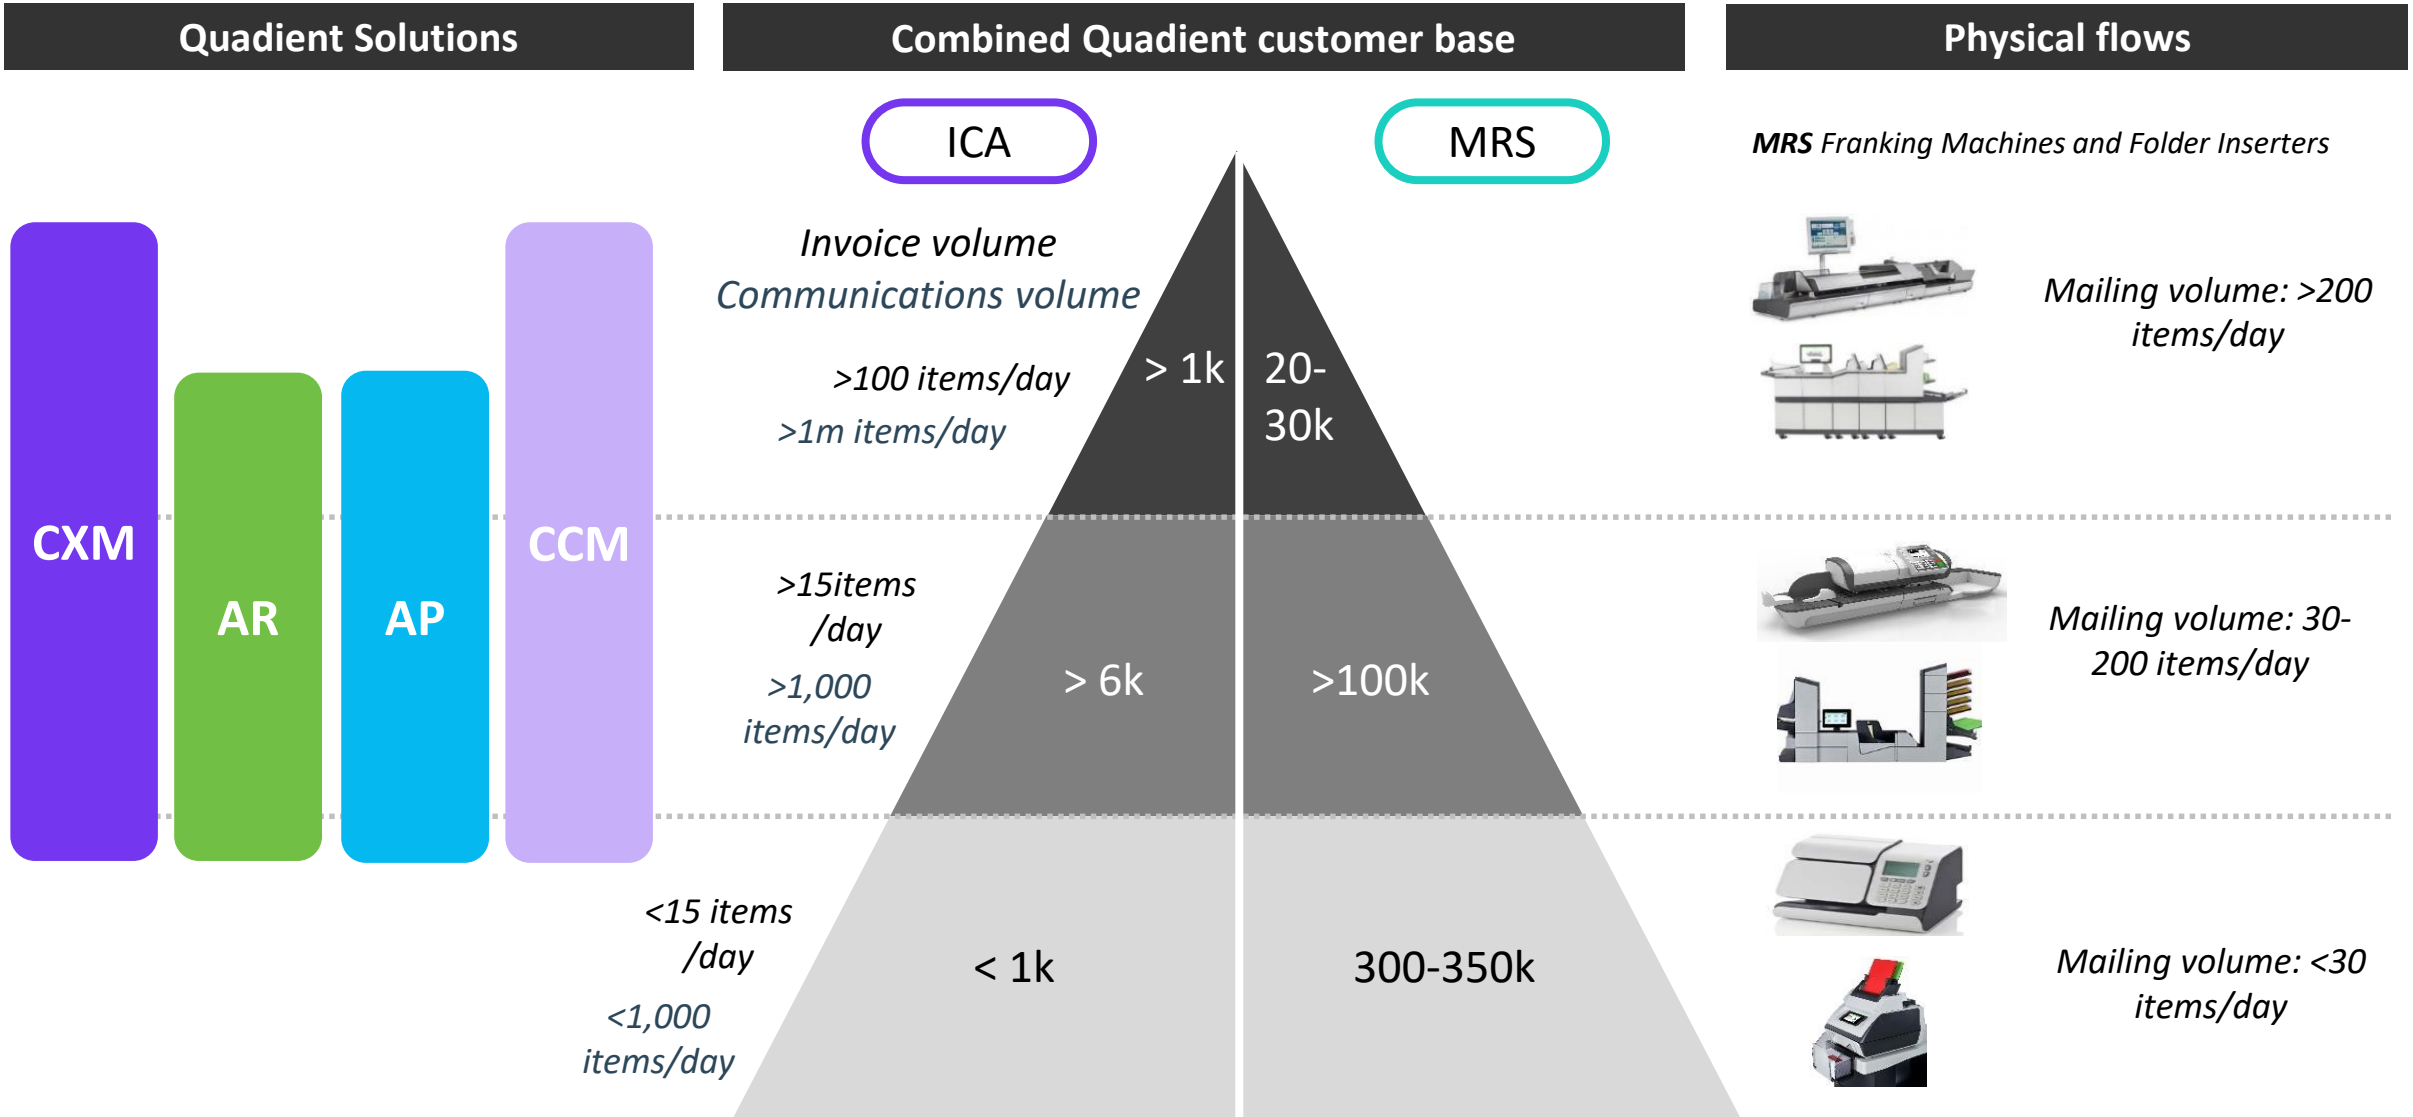 Quadient Solutions
Combined Quadient customer base
Physical flows
ICA
MRS
MRS Franking Machines and Folder Inserters
Invoice volume
Communications volume
>100 items/day
>1m items/day
> 1k
20-
30k
Mailing volume: >200
items/day
CXM
AR
AP
CCM
>15items
/day
>1,000
items/day
> 6k
>100k
Mailing volume: 30-
200 items/day
<15 items
/day
<1,000
items/day
< 1k
300-350k
Mailing volume: <30
items/day